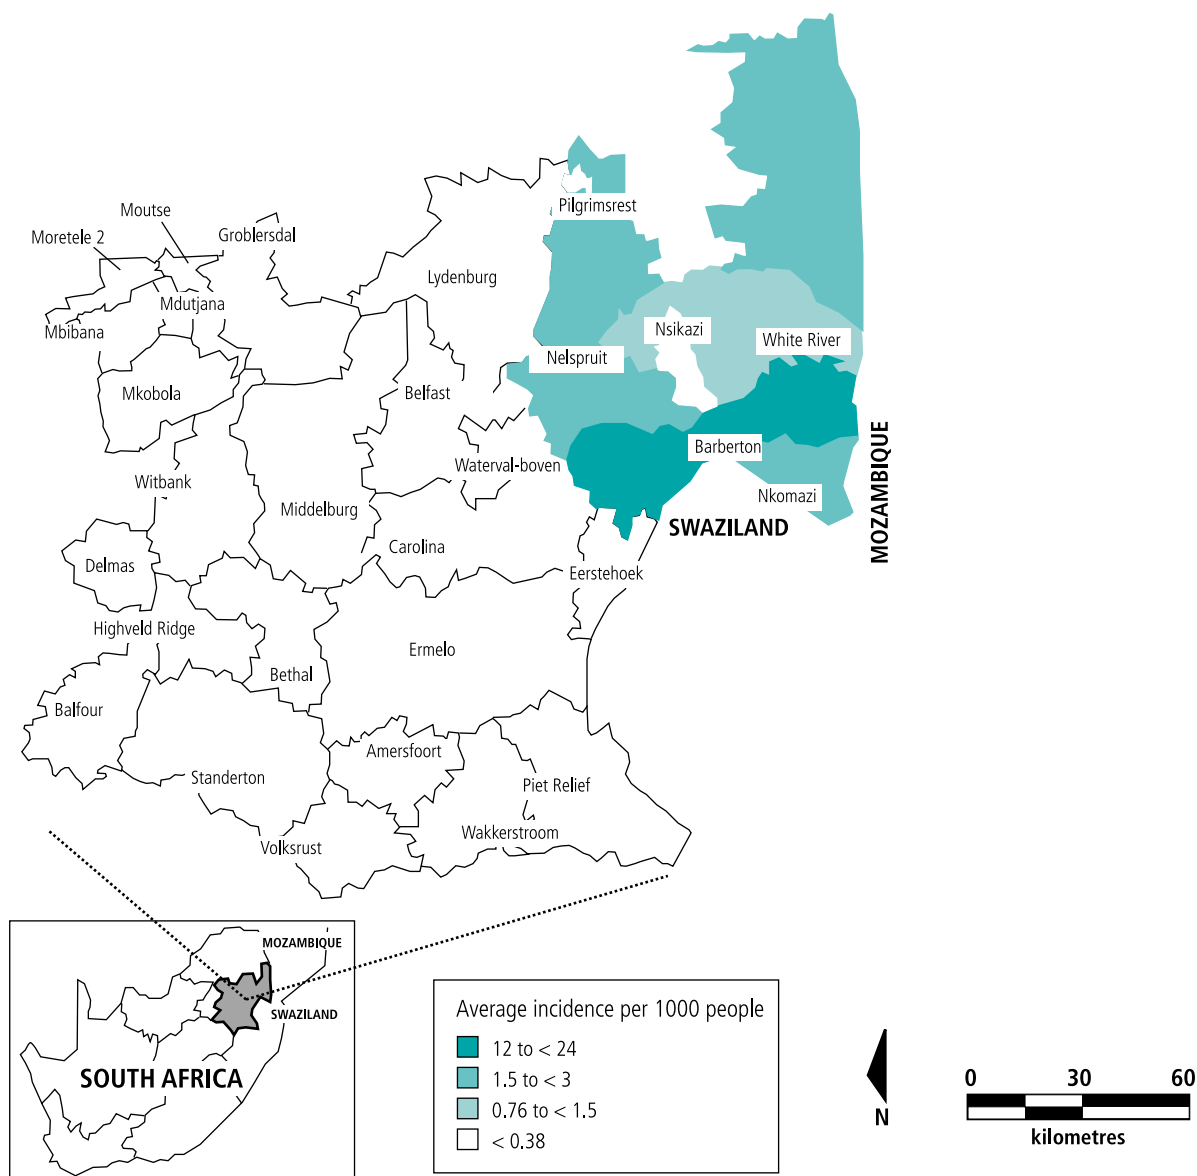 Pilgrimsrest
Moutse
Moretele 2
Groblersdal
Lydenburg
Mdutjana
Mbibana
Nsikazi
White River
Nelspruit
Mkobola
Belfast
Barberton
Waterval-boven
Witbank
Nkomazi
Middelburg
SWAZILAND
MOZAMBIQUE
Carolina
Delmas
Eerstehoek
Highveld Ridge
Ermelo
Bethal
Balfour
Amersfoort
Standerton
Piet Relief
Wakkerstroom
Volksrust
MOZAMBIQUE
SWAZILAND
SOUTH AFRICA
Average incidence per 1000 people
12 to < 24
1.5 to < 3
0.76 to < 1.5
< 0.38
N
0 30 60
kilometres